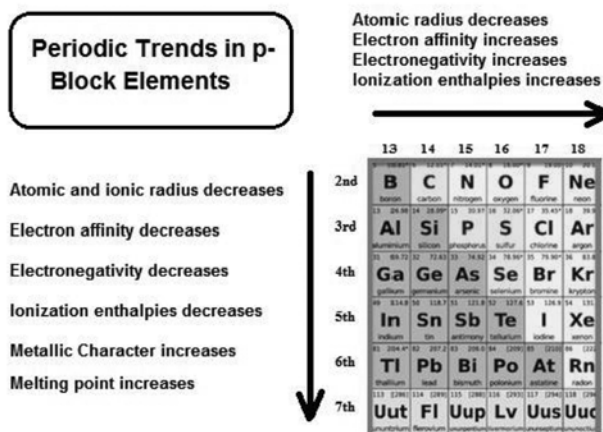 Periodic Trends in p-
Block Elements
Atomic radius decreases
Electron affinity increases
Electronegativity increases
Ionization enthalpies increases
Atomic and ionic radius decreases
Electron affinity decreases
Electronegativity decreases
Ionization enthalpies decreases
Metallic Character increases
Melting point increases
13 14 15 16 17 18
2nd
B C N O F Ne
boron carbon nitrogen oxygen fluorine neon
3rd
Al Si P S Cl Ar
aluminium silicon phosphorus sulfur chlorine argon
4th
Ga Ge As Se Br Kr
gallium germanium arsenic selenium bromine krypton
5th
In Sn Sb Te I Xe
indium tin antimony tellurium iodine xenon
6th
Tl Pb Bi Po At Rn
thallium lead bismuth polonium astatine radon
7th
Uut Fl Uup Lv Uus Uuo